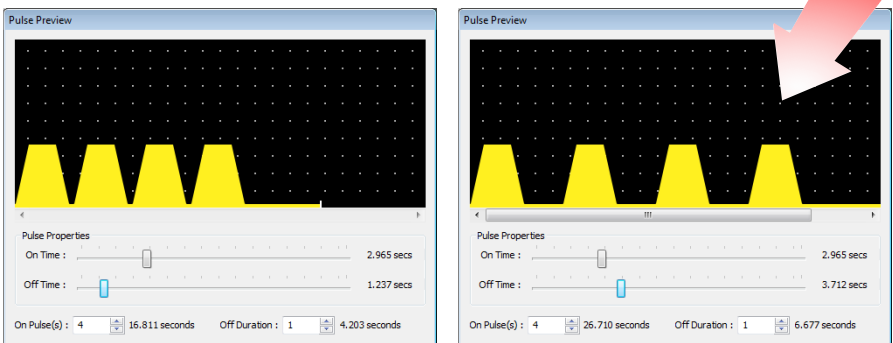 Pulse Preview
Pulse Properties
On Time : 2.965 secs
Off Time : 1.237 secs
On Pulse(s) : 4 16.811 seconds Off Duration : 1 4.203 seconds
Pulse Preview
Pulse Properties
On Time : 2.965 secs
Off Time : 3.712 secs
On Pulse(s) : 4 26.710 seconds Off Duration : 1 6.677 seconds